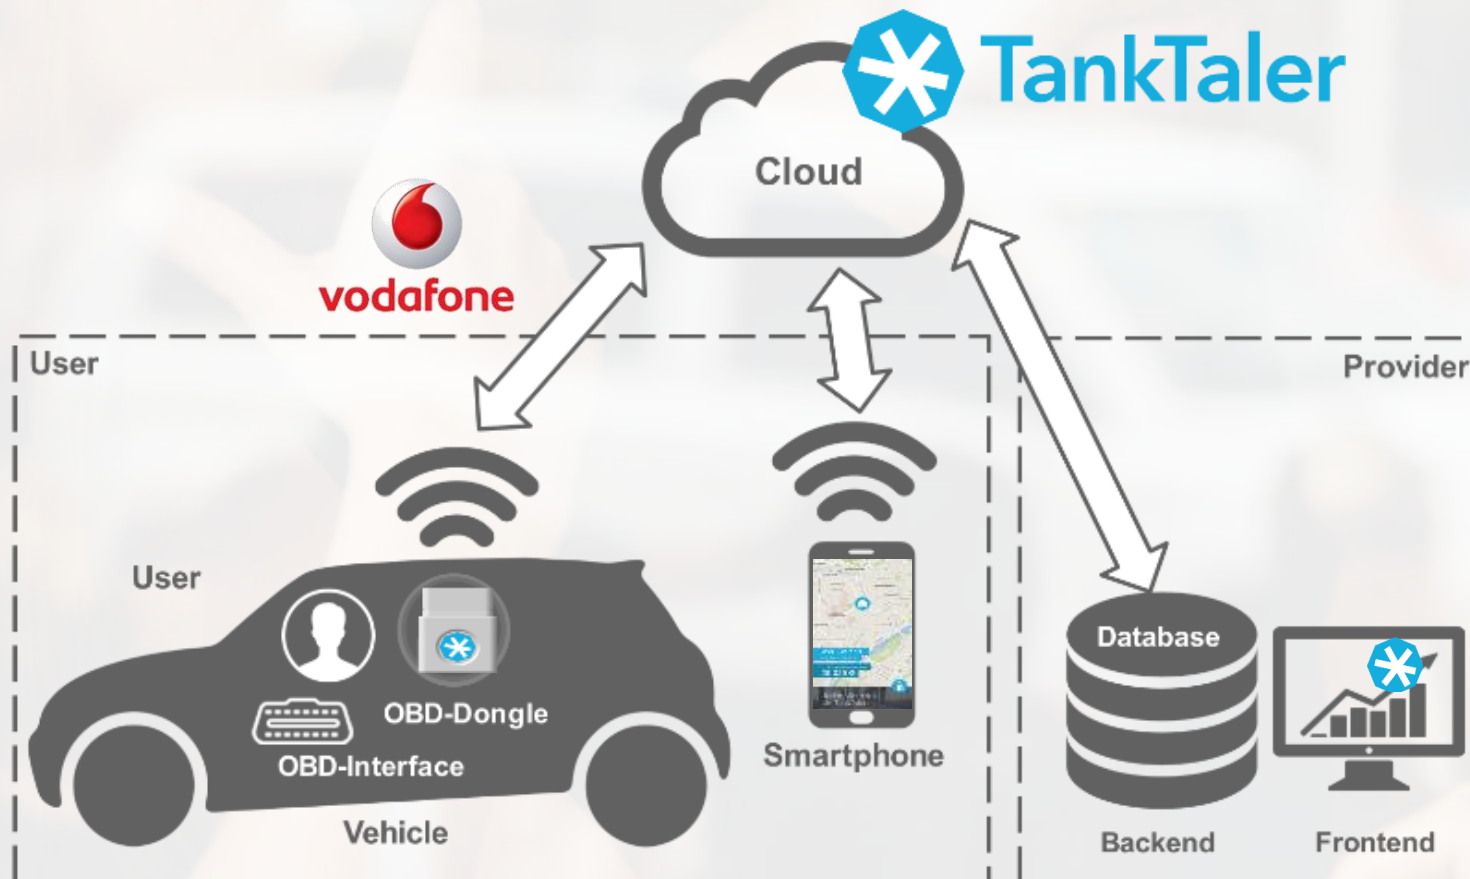 TankTaler
Cloud
vodafone
User
Provider
User
Database
OBD-Dongle
OBD-Interface
Smartphone
Vehicle
Backend
Frontend